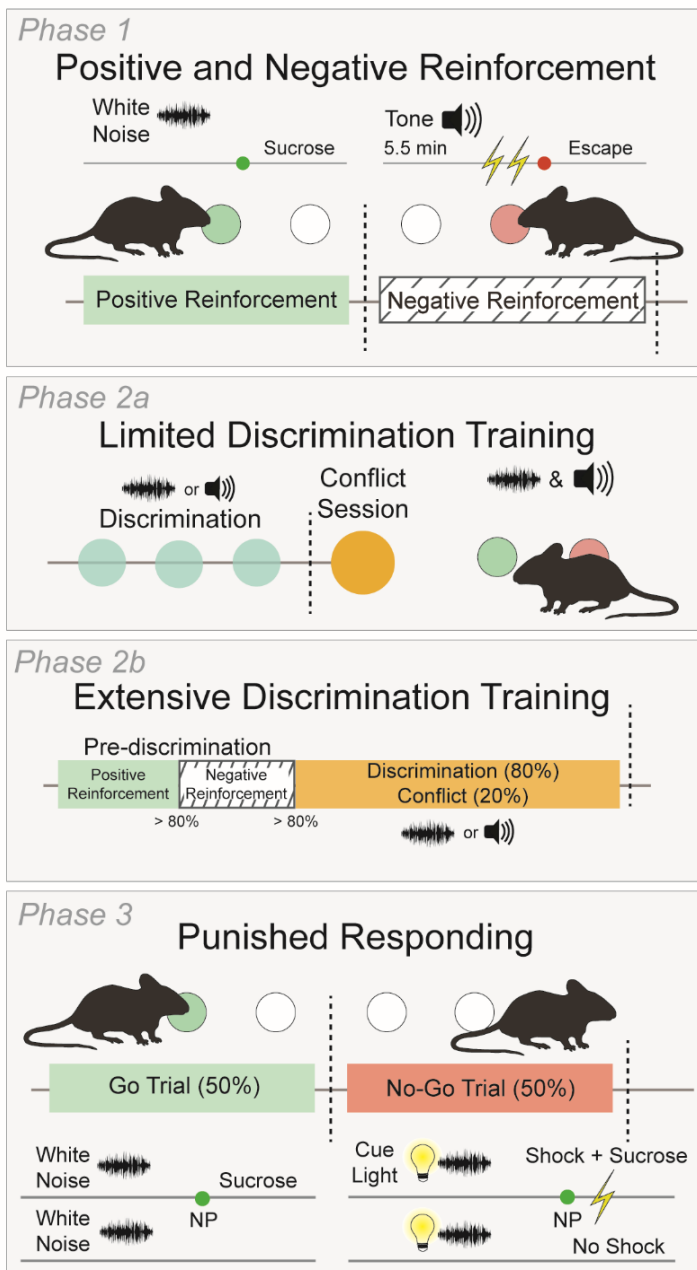 Phase 1
Positive and Negative Reinforcement
White
Noise
Sucrose
Tone
5.5 min
Escape
Positive Reinforcement
Negative Reinforcement
Phase 2a
Limited Discrimination Training
or
Discrimination
Conflict
Session
&
Phase 2b
Extensive Discrimination Training
Pre-discrimination
Positive
Reinforcement
Negative
Reinforcement
Discrimination (80%)
Conflict (20%)
> 80%
> 80%
or
Phase 3
Punished Responding
Go Trial (50%)
No-Go Trial (50%)
White
Noise
Sucrose
NP
White
Noise
Cue
Light
Shock + Sucrose
NP
No Shock